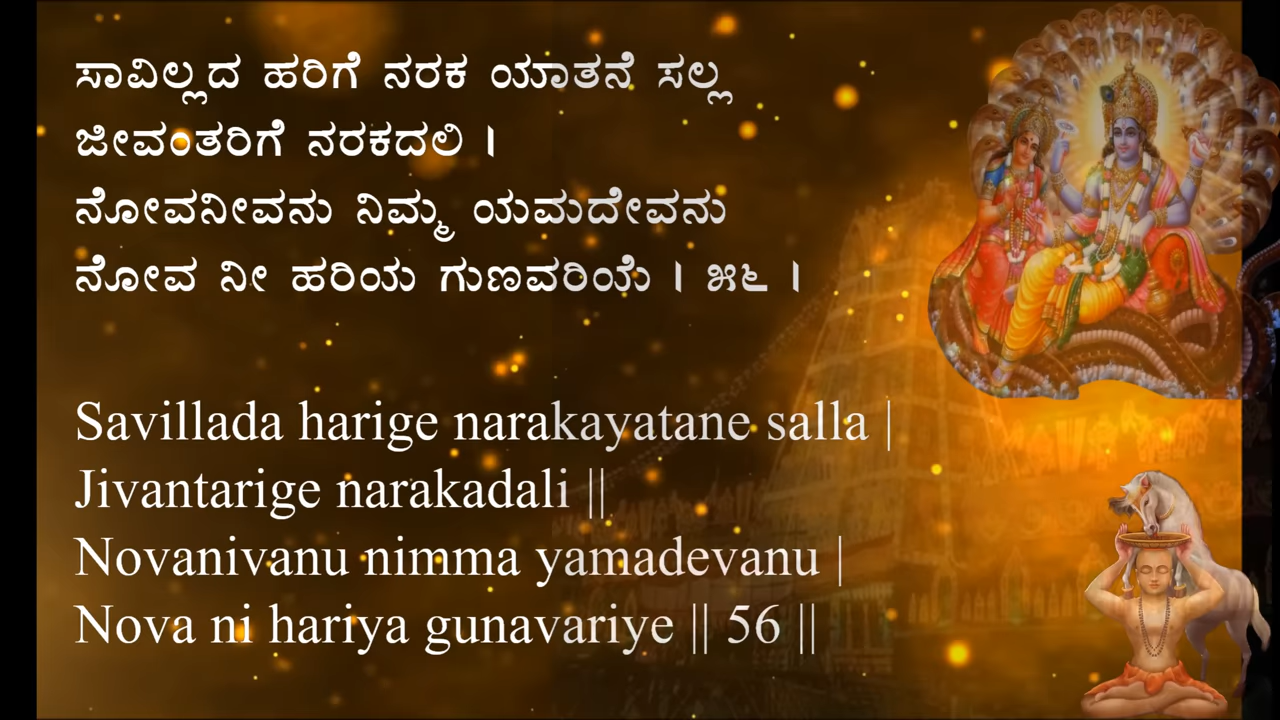 ಸಾವಿಲ್ಲದ ಹರಿಗೆ ನರಕ ಯಾತನೆ ಸಲ್ಲ
ಜೀವಂತರಿಗೆ ನರಕದಲಿ ।
ನೋವನೀವನು ನಿಮ್ಮ ಯಮದೇವನು
ನೋವ ನೀ ಹರಿಯ ಗುಣವರಿಯೆ । ೫೬ ।
Savillada harige narakayatane salla |
Jivantarige narakadali ||
Novanivanu nimma yamadevanu |
Nova ni hariya gunavariye || 56 ||